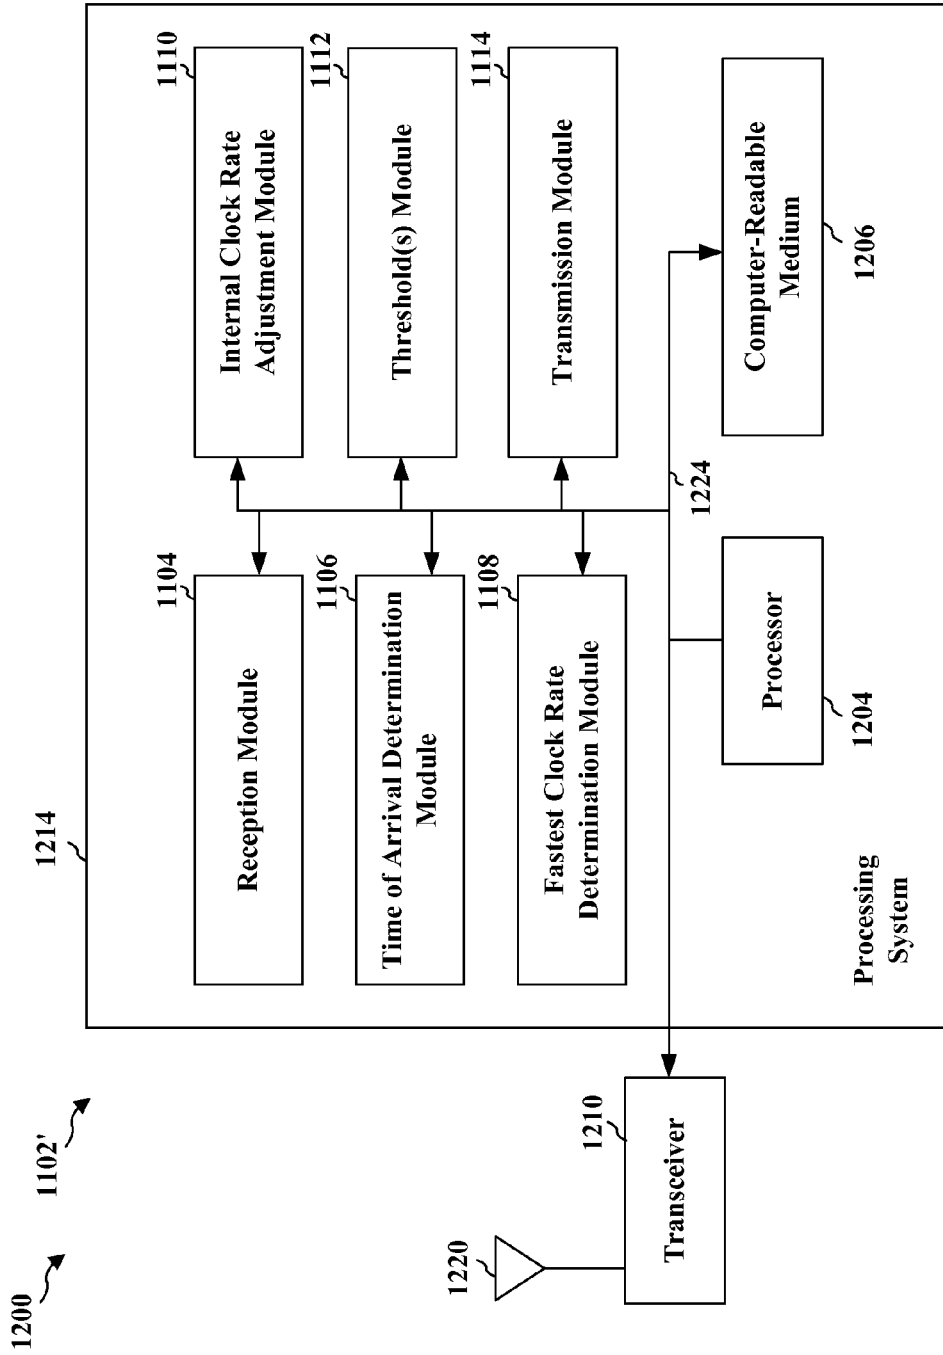 1200
1102'
1214
1220
1210
Transceiver
1104
Reception Module
1106
Time of Arrival Determination
Module
1108
Fastest Clock Rate
Determination Module
1110
Internal Clock Rate
Adjustment Module
1112
Threshold(s) Module
1114
Transmission Module
1224
Processor
1204
Computer-Readable
Medium
1206
Processing
System